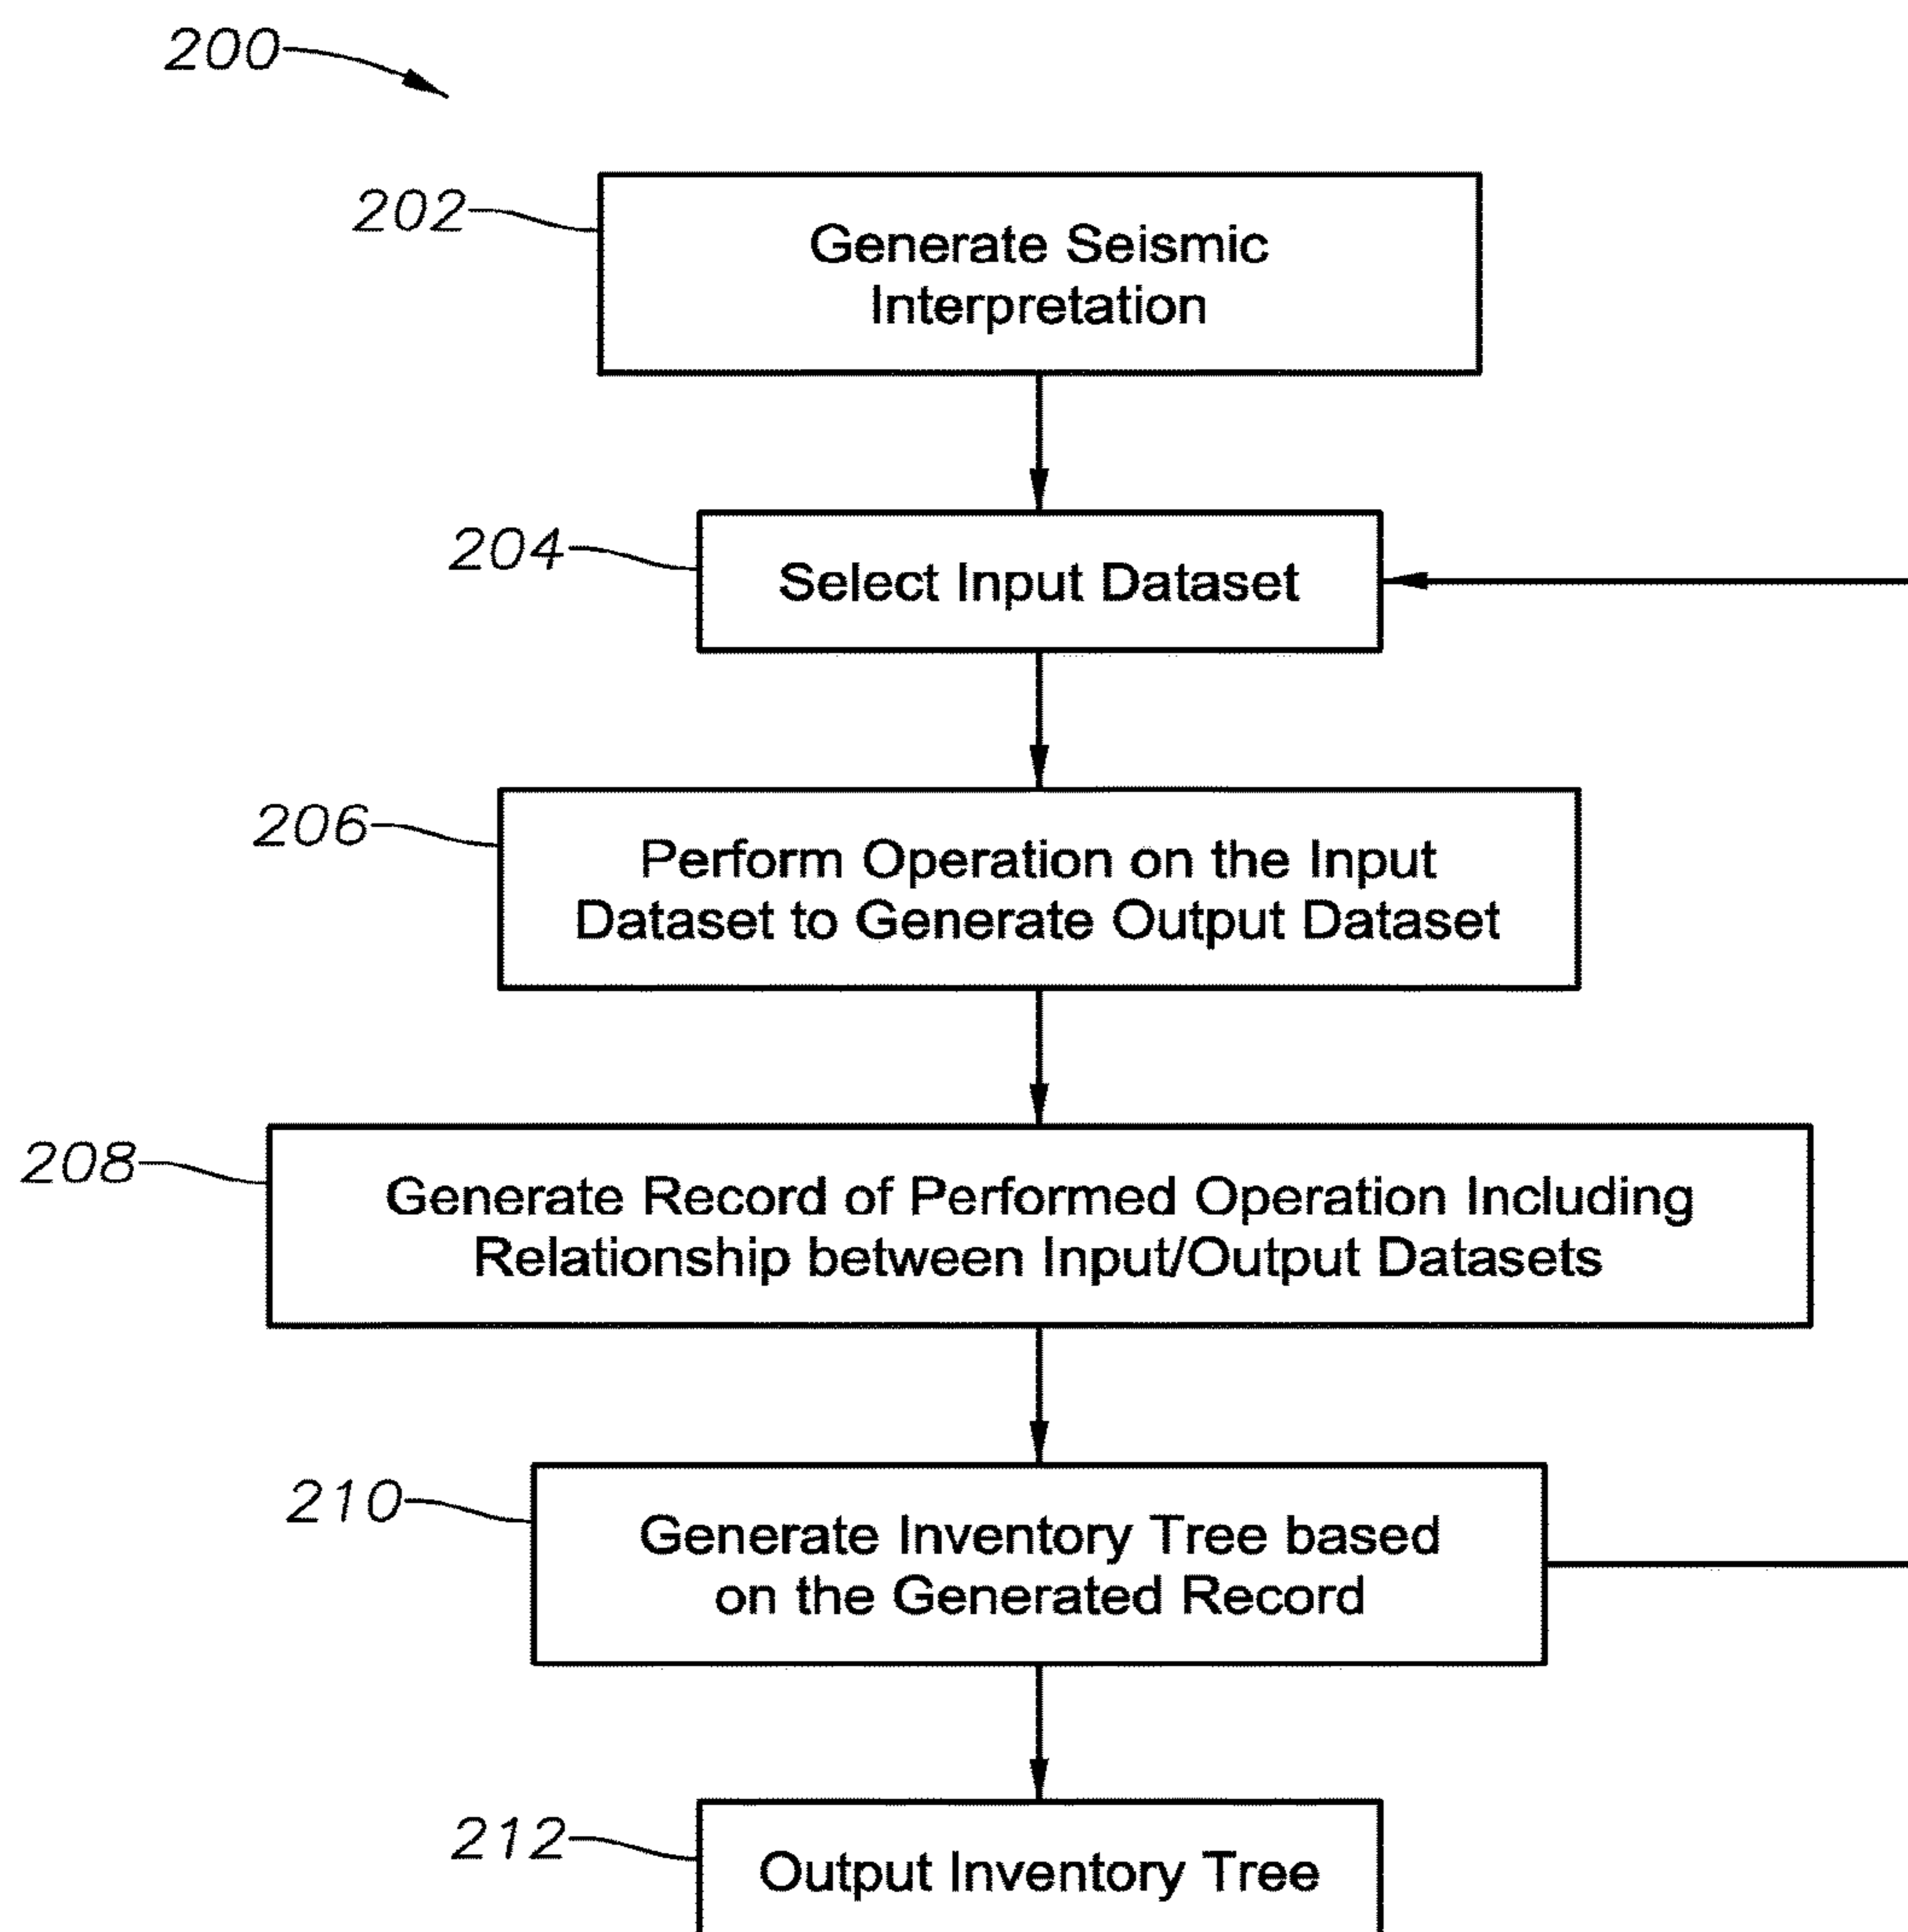 200
202
Generate Seismic
Interpretation
204
Select Input Dataset
206
Perform Operation on the Input
Dataset to Generate Output Dataset
208
Generate Record of Performed Operation Including
Relationship between Input/Output Datasets
210
Generate Inventory Tree based
on the Generated Record
212
Output Inventory Tree